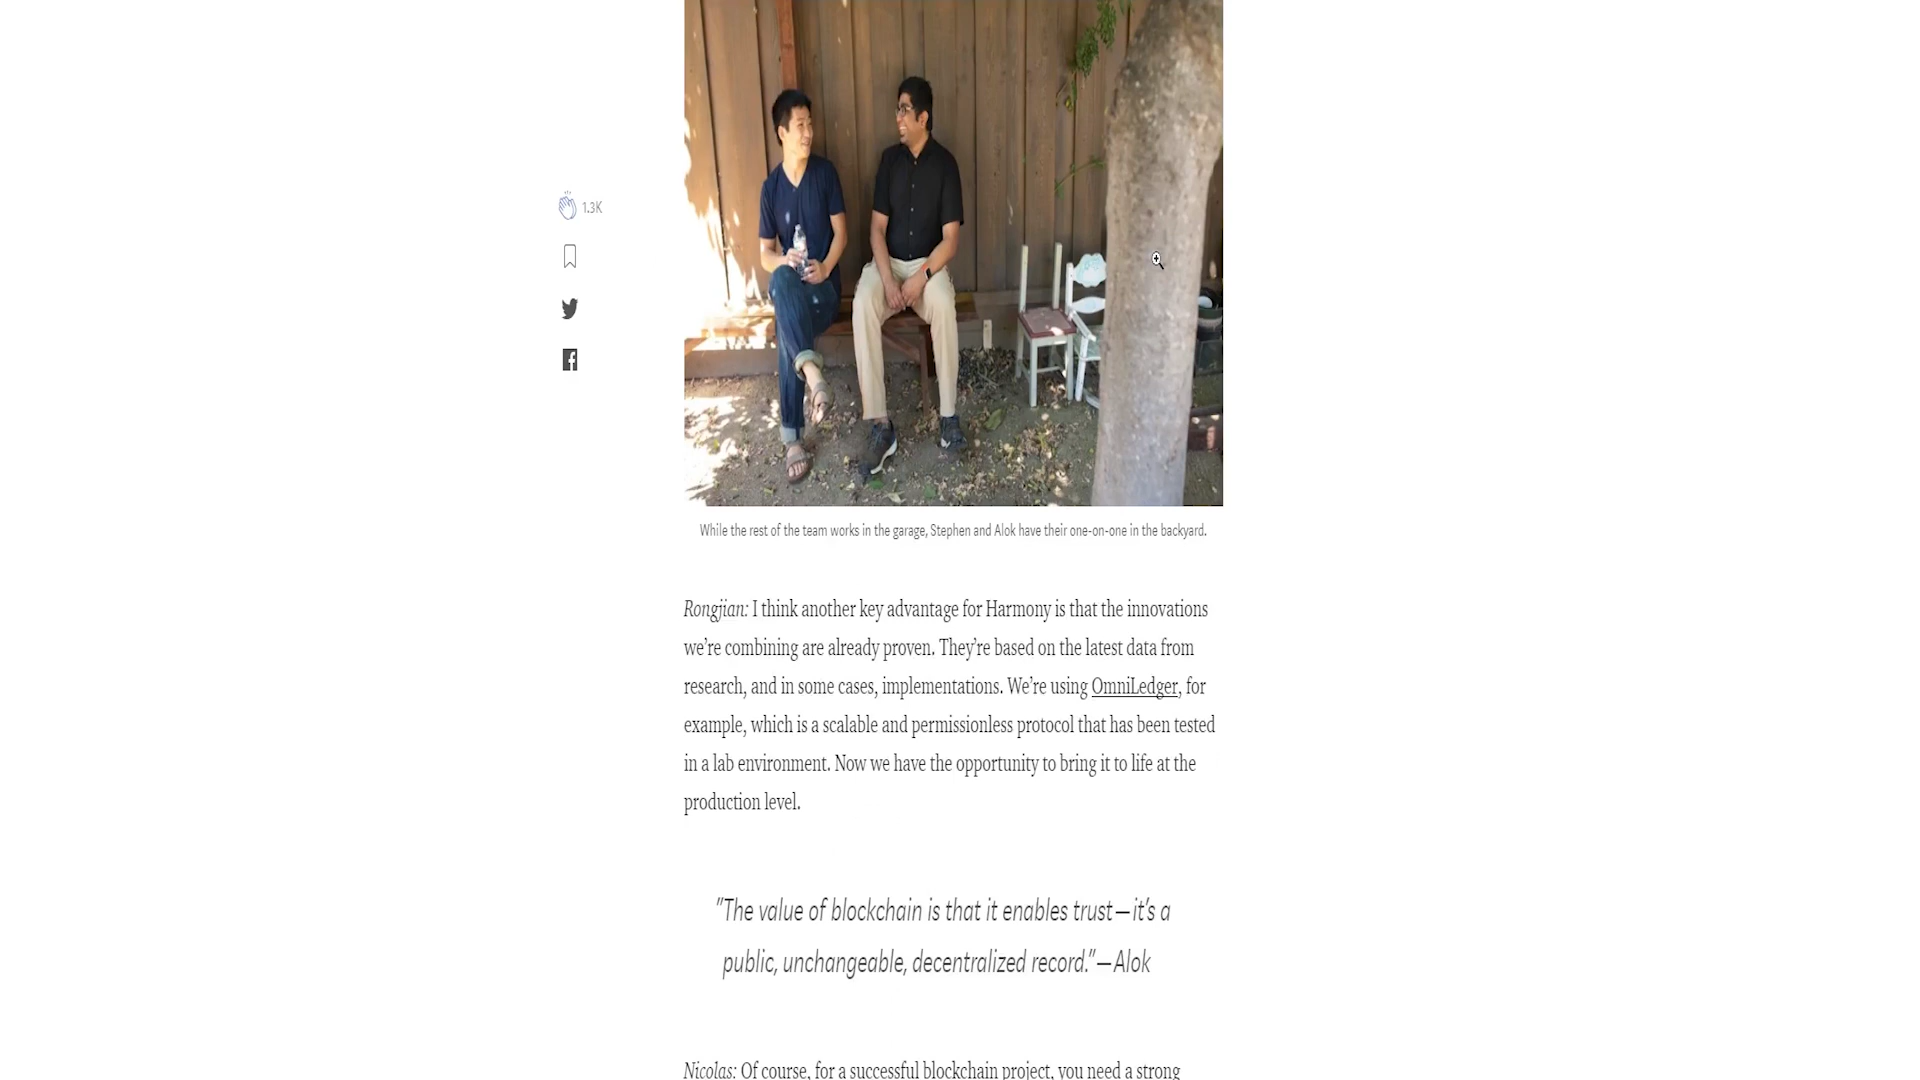 1.3K
While the rest of the team works in the garage, Stephen and Alok have their one-on-one in the backyard.
Rongjian: I think another key advantage for Harmony is that the innovations
we’re combining are already proven. They’re based on the latest data from
research, and in some cases, implementations. We’re using OmniLedger, for
example, which is a scalable and permissionless protocol that has been tested
in a lab environment. Now we have the opportunity to bring it to life at the
production level.
"The value of blockchain is that it enables trust—it’s a
public, unchangeable, decentralized record."—Alok
Nicolas: Of course, for a successful blockchain project, you need a strong